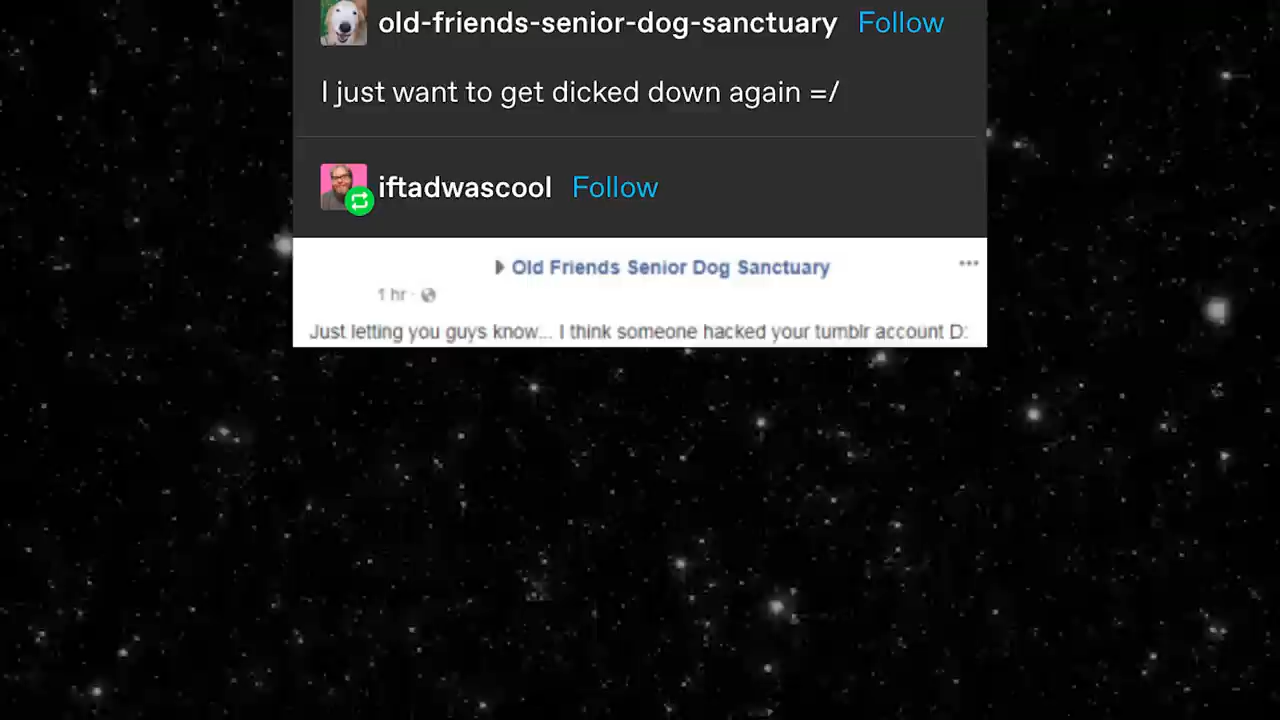 old-friends-senior-dog-sanctuary Follow
I just want to get dicked down again =/
iftadwascool Follow
Old Friends Senior Dog Sanctuary
1 hr ·
Just letting you guys know... I think someone hacked your tumblr account D: